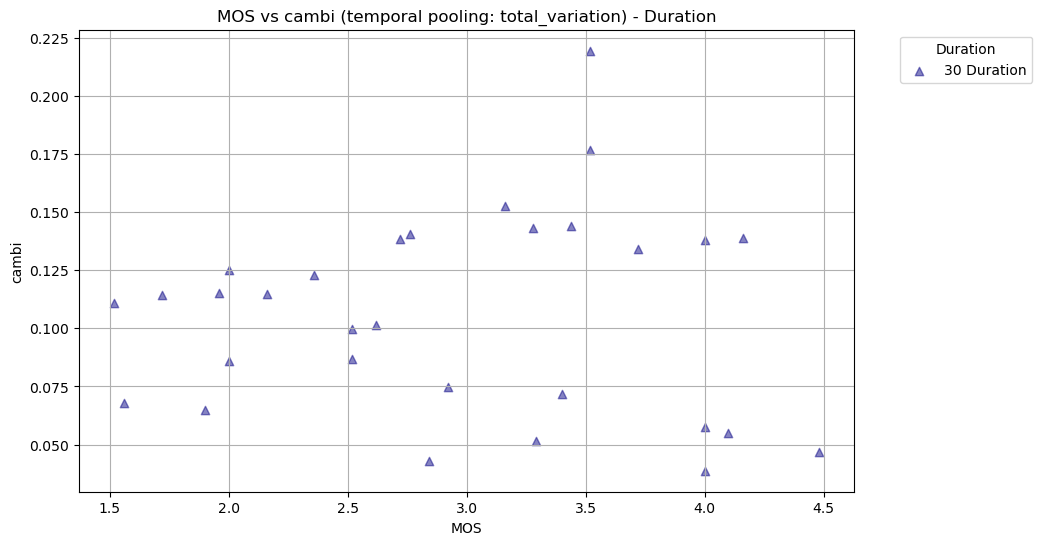 MOS vs cambi (temporal pooling: total_variation) - Duration
0.225
0.200
0.175
0.150
0.125
0.100
0.075
0.050
cambi
1.5 2.0 2.5 3.0 3.5 4.0 4.5
MOS
Duration
30 Duration